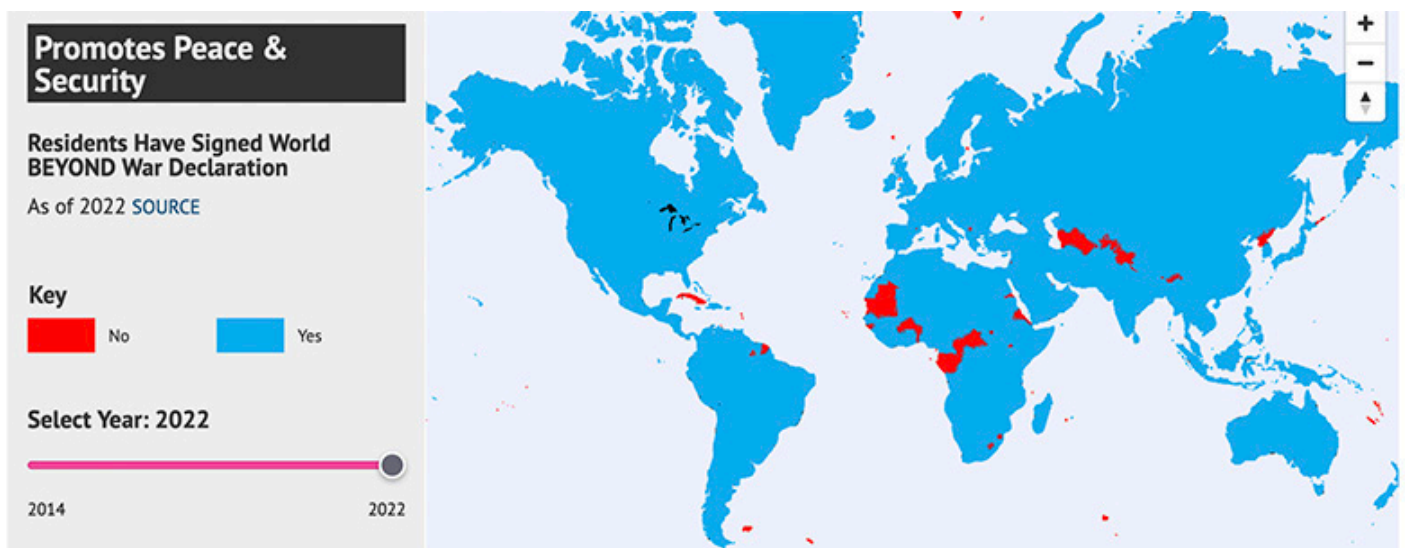 Promotes Peace &
Security
Residents Have Signed World
BEYOND War Declaration
As of 2022 SOURCE
Key
No
Yes
Select Year: 2022
2014
2022
+
−